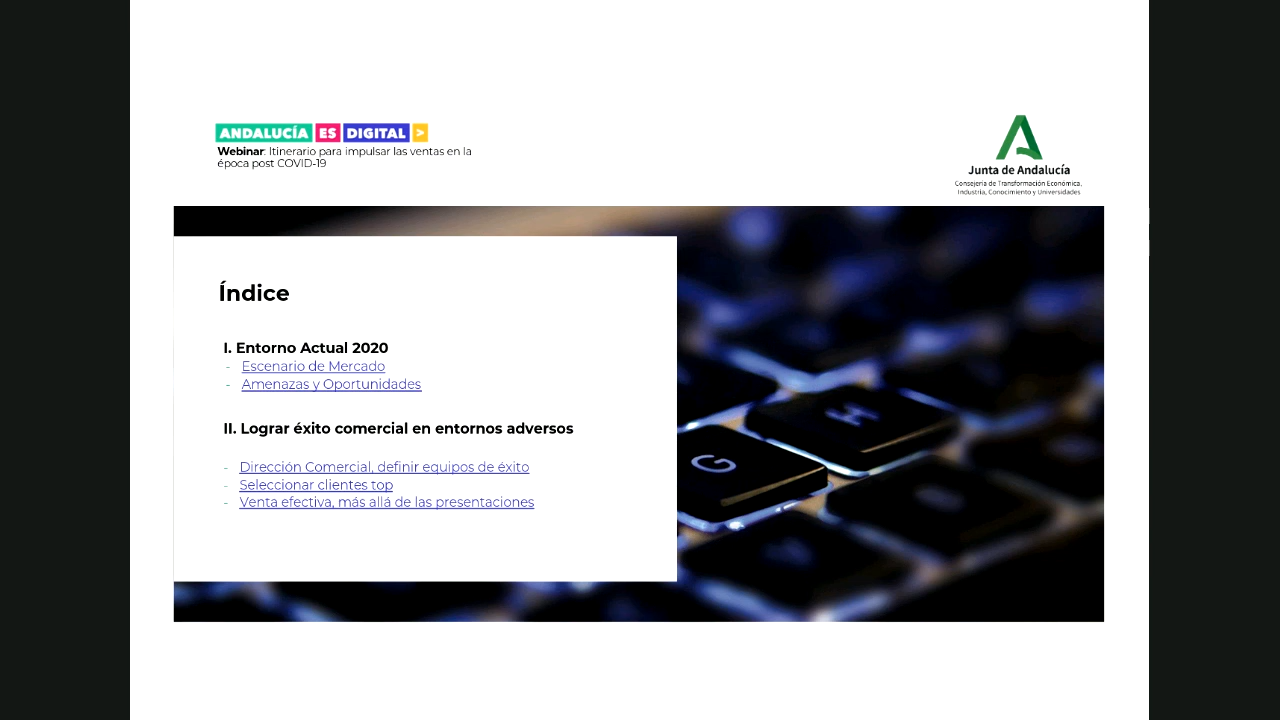 ANDALUCÍA ES DIGITAL >
Webinar: Itinerario para impulsar las ventas en la
época post COVID-19
Junta de Andalucía
Consejería de Transformación Económica,
Industria, Conocimiento y Universidades
Índice
I. Entorno Actual 2020
- Escenario de Mercado
- Amenazas y Oportunidades
II. Lograr éxito comercial en entornos adversos
- Dirección Comercial, definir equipos de éxito
- Seleccionar clientes top
- Venta efectiva, más allá de las presentaciones
H
G